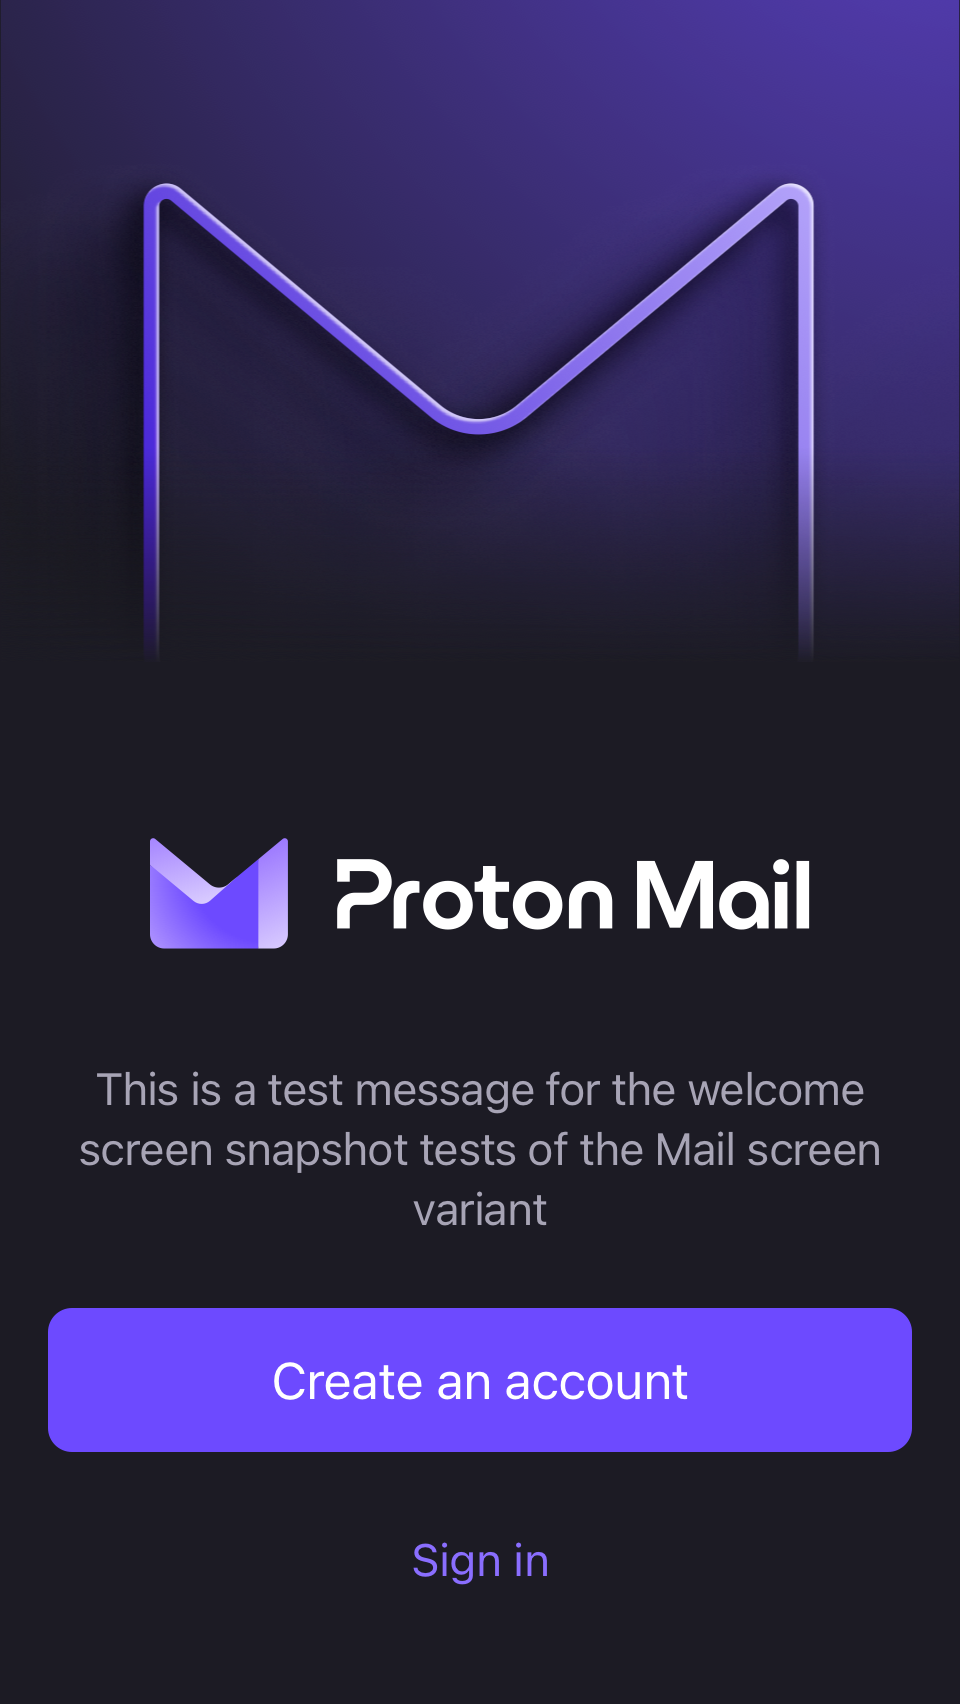 Proton Mail
This is a test message for the welcome
screen snapshot tests of the Mail screen
variant
Create an account
Sign in